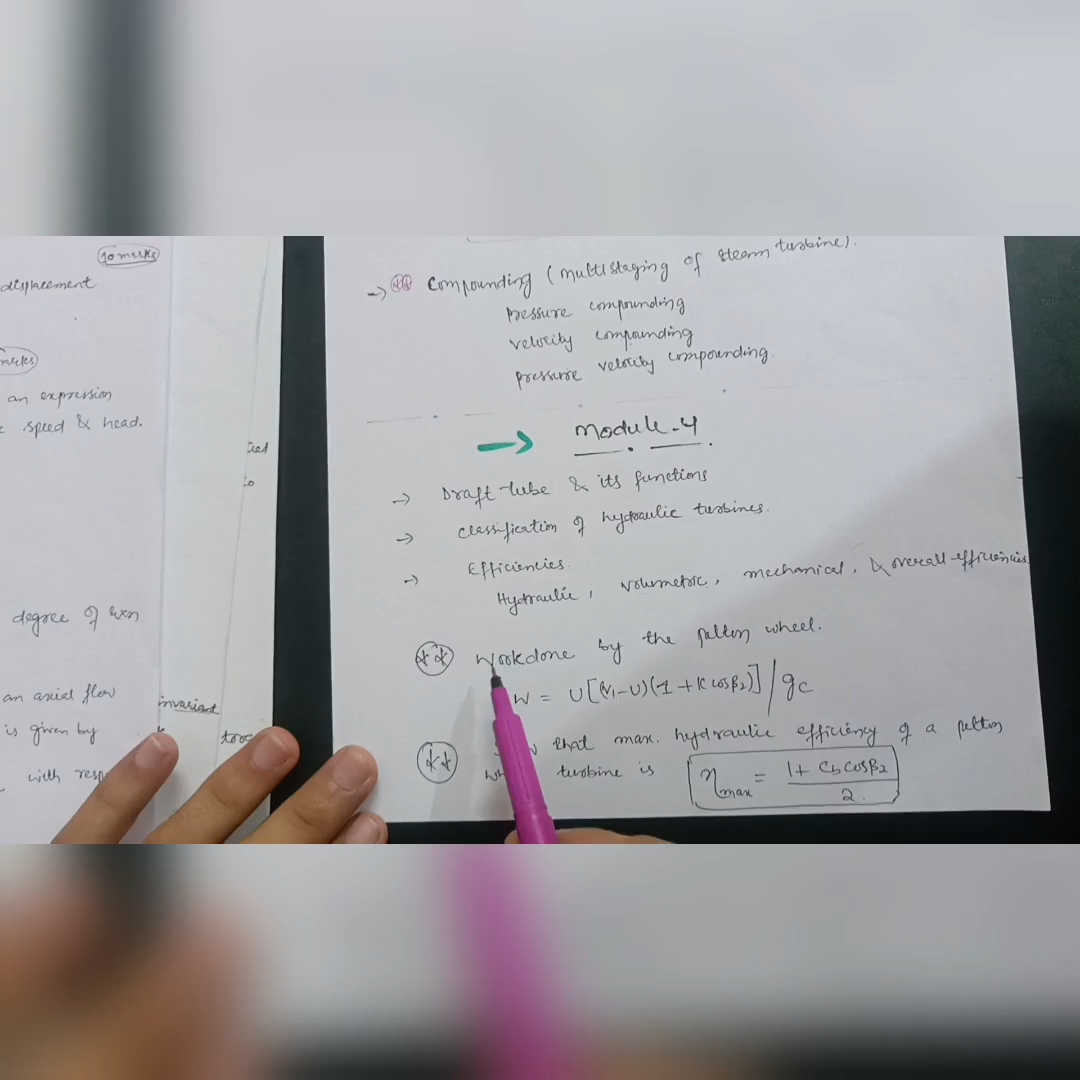 10 marks
displacement
marks
an expression
speed & head.
degree of
an axial flow
is given by
with resp
invariant
to
-> ** Compounding (multistaging of steam turbine).
pressure compounding
velocity compounding
pressure velocity compounding.
-> Module-4.
-> Draft tube & its functions
-> Classification of hydraulic turbines.
-> Efficiencies.
Hydraulic, volumetric, mechanical, & overall efficiencies
** Workdone by the pelton wheel.
W = U[(V₁-U)(1+K cosβ₂)]/gc
** that max. hydraulic efficiency of a pelton
turbine is ηmax = 1+ Cb cosβ₂ / 2.